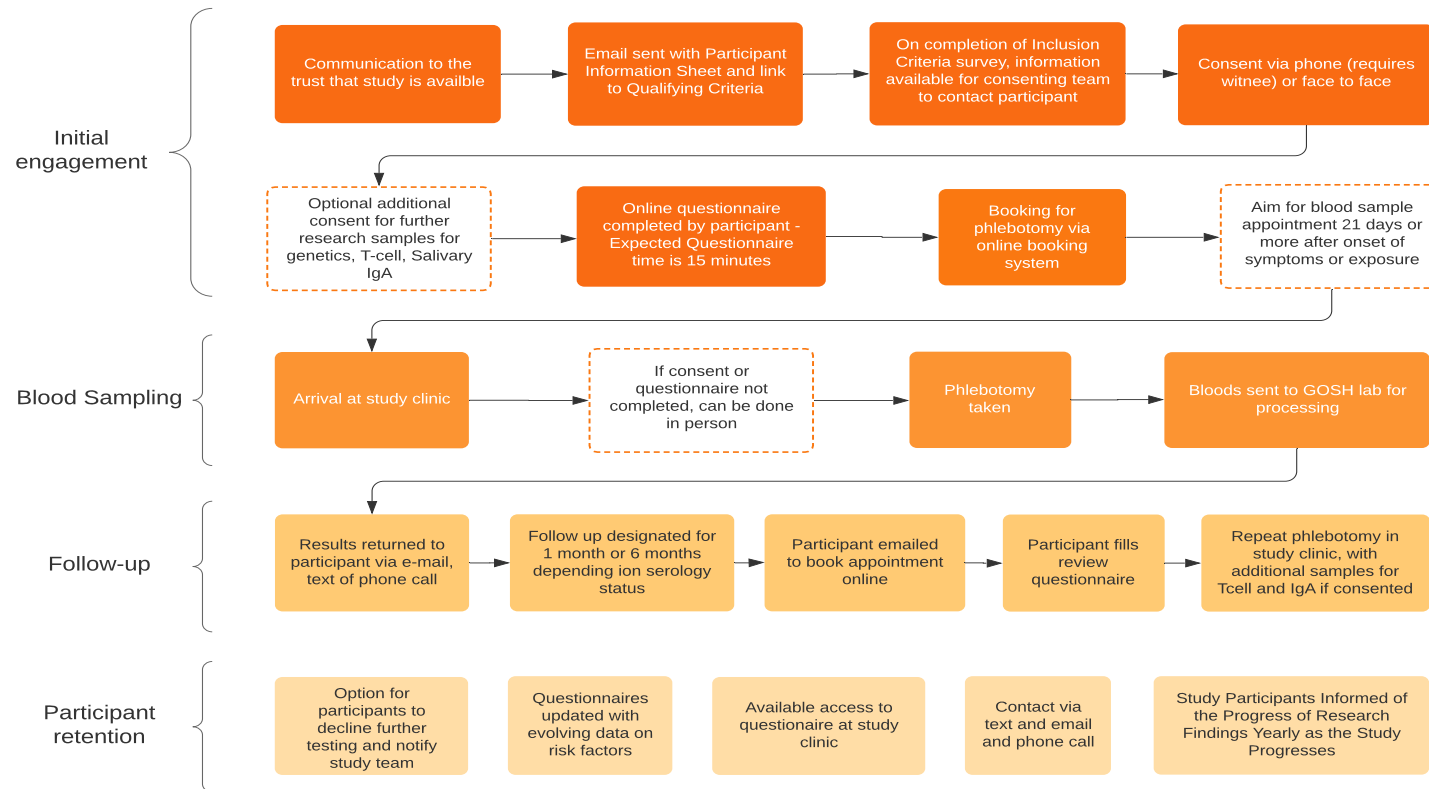 Initial
engagement
Communication to the
trust that study is availble
Email sent with Participant
Information Sheet and link
to Qualifying Criteria
On completion of Inclusion
Criteria survey, information
available for consenting team
to contact participant
Consent via phone (requires
witnee) or face to face
Optional additional
consent for further
research samples for
genetics, T-cell, Salivary
IgA
Online questionnaire
completed by participant -
Expected Questionnaire
time is 15 minutes
Booking for
phlebotomy via
online booking
system
Aim for blood sample
appointment 21 days or
more after onset of
symptoms or exposure
Blood Sampling
Arrival at study clinic
If consent or
questionnaire not
completed, can be done
in person
Phlebotomy
taken
Bloods sent to GOSH lab for
processing
Follow-up
Results returned to
participant via e-mail,
text of phone call
Follow up designated for
1 month or 6 months
depending ion serology
status
Participant emailed
to book appointment
online
Participant fills
review
questionnaire
Repeat phlebotomy in
study clinic, with
additional samples for
Tcell and IgA if consented
Participant
retention
Option for
participants to
decline further
testing and notify
study team
Questionnaires
updated with
evolving data on
risk factors
Available access to
questionaire at study
clinic
Contact via
text and email
and phone call
Study Participants Informed of
the Progress of Research
Findings Yearly as the Study
Progresses